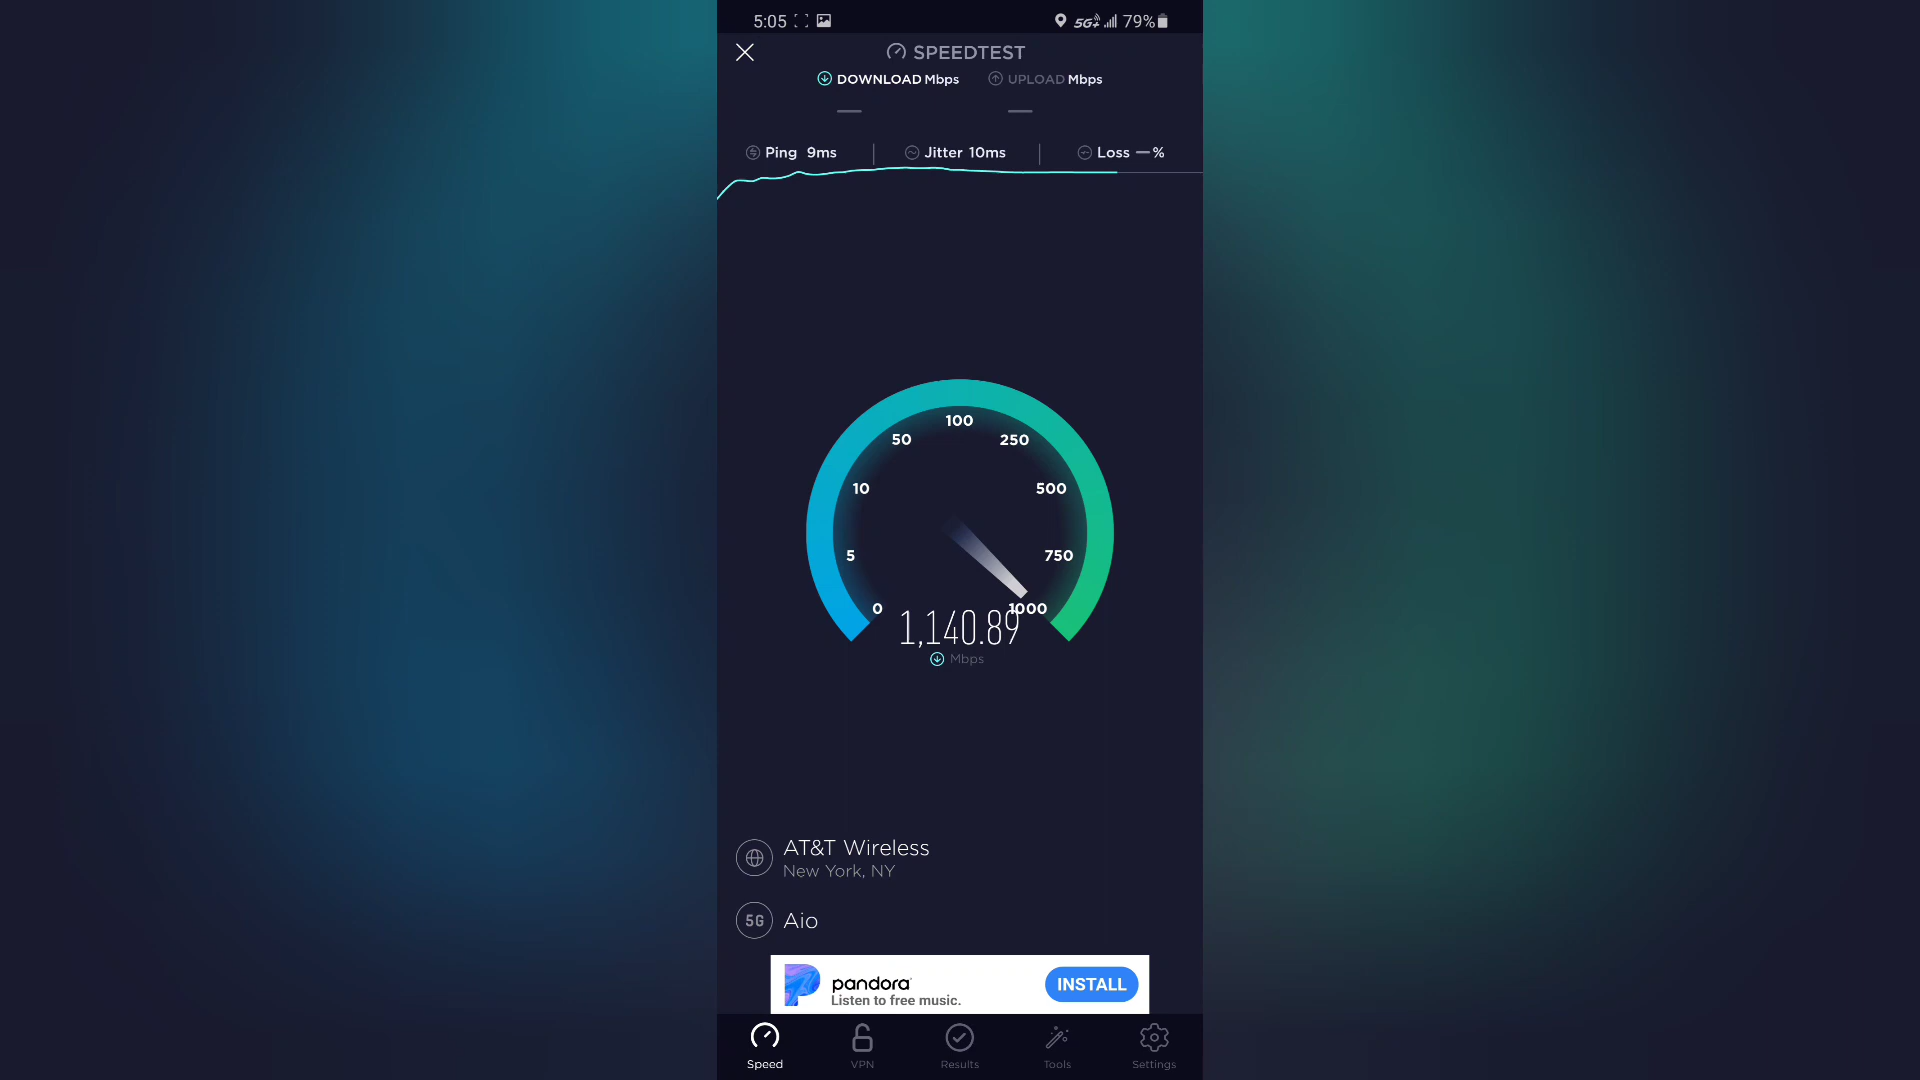 5:05 5G+ 79%
SPEEDTEST
DOWNLOAD Mbps UPLOAD Mbps
— —
Ping 9ms Jitter 10ms Loss —%
100
50 250
10 500
5 750
0 1000
1,140.89
Mbps
AT&T Wireless
New York, NY
5G Aio
pandora
Listen to free music.
INSTALL
Speed VPN Results Tools Settings